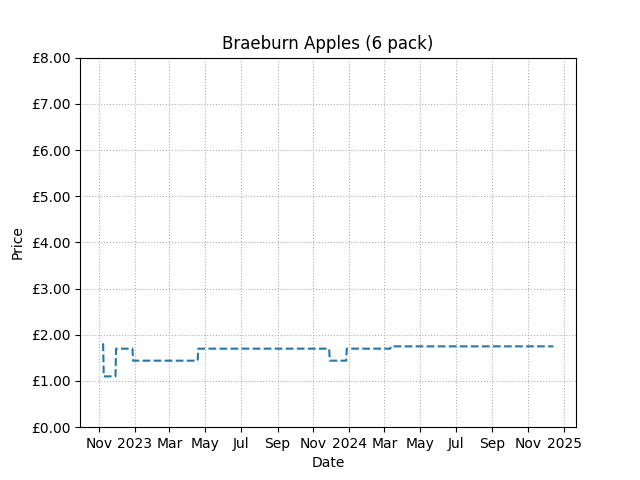 Braeburn Apples (6 pack)
£8.00
£7.00
£6.00
£5.00
£4.00
£3.00
£2.00
£1.00
£0.00
Price
Nov 2023 Mar May Jul Sep Nov 2024 Mar May Jul Sep Nov 2025
Date